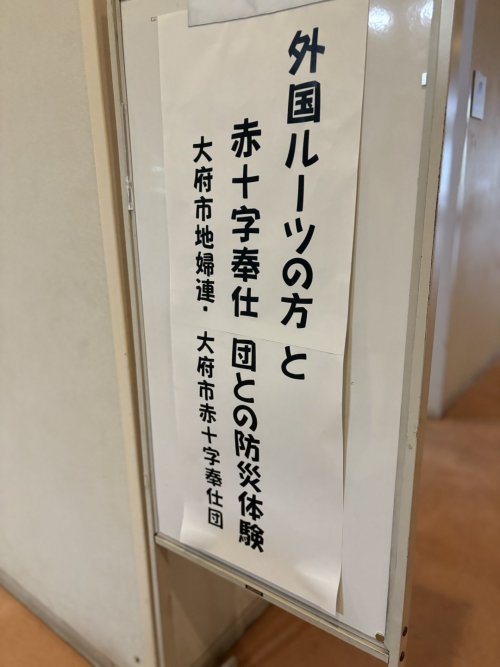 外国ルーツの方と
赤十字奉仕団との防災体験
大府市地婦連・大府市赤十字奉仕団